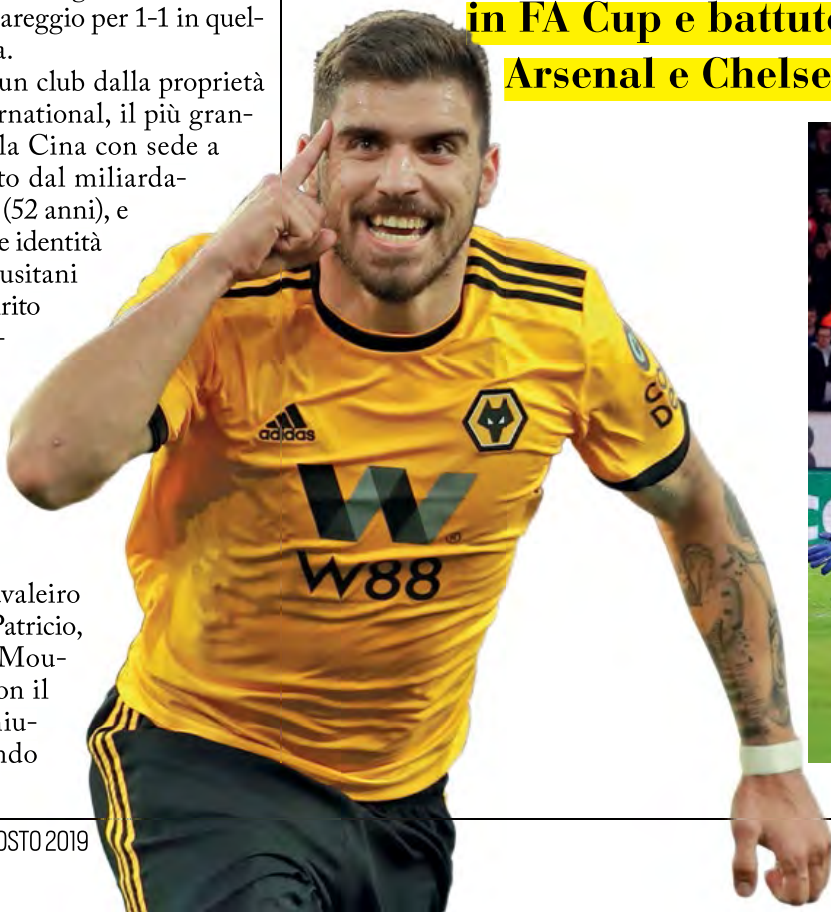 areggio per 1-1 in quel-
a.
un club dalla proprietà
rnational, il più gran-
la Cina con sede a
to dal miliarda-
(52 anni), e
e identità
usitani
rito
-
valeiro
Patricio,
Mou-
on il
iu-
ndo
OSTO 2019
in FA Cup e battuto
Arsenal e Chelse
adidas
W88